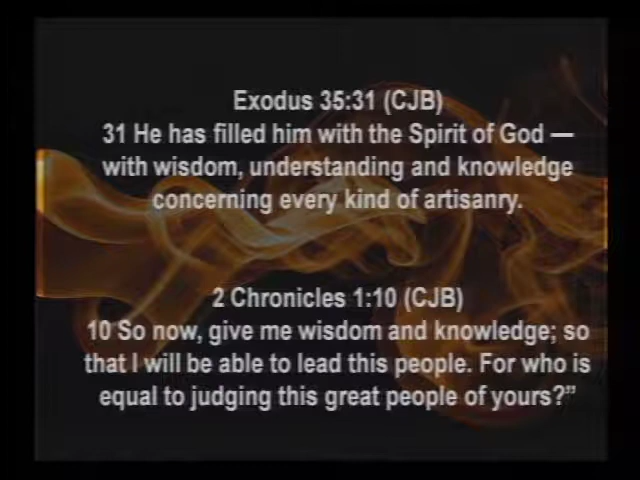 Exodus 35:31 (CJB)
31 He has filled him with the Spirit of God —
with wisdom, understanding and knowledge
concerning every kind of artisanry.
2 Chronicles 1:10 (CJB)
10 So now, give me wisdom and knowledge; so
that I will be able to lead this people. For who is
equal to judging this great people of yours?”